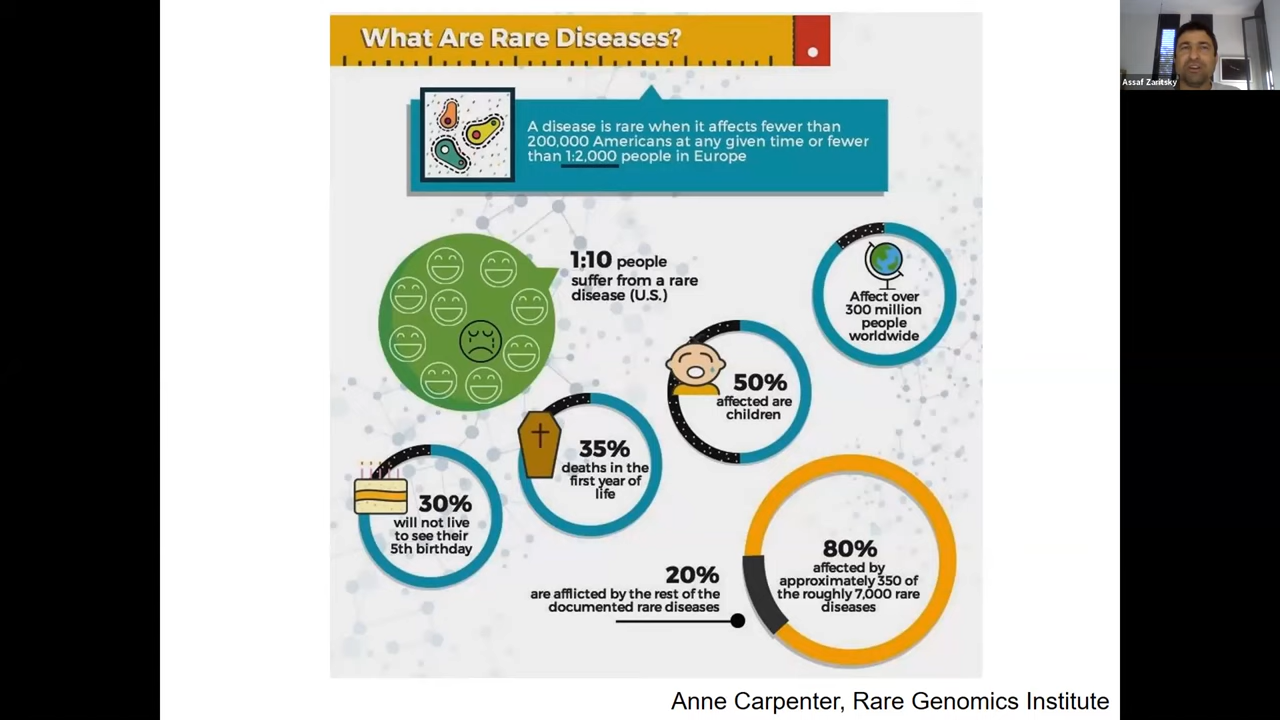 What Are Rare Diseases?
Assaf Zaritsky
A disease is rare when it affects fewer than
200,000 Americans at any given time or fewer
than 1:2,000 people in Europe
1:10 people
suffer from a rare
disease (U.S.)
Affect over
300 million
people
worldwide
50%
affected are
children
35%
deaths in the
first year of
life
30%
will not live
to see their
5th birthday
80%
affected by
approximately 350 of
the roughly 7,000 rare
diseases
20%
are afflicted by the rest of the
documented rare diseases
Anne Carpenter, Rare Genomics Institute